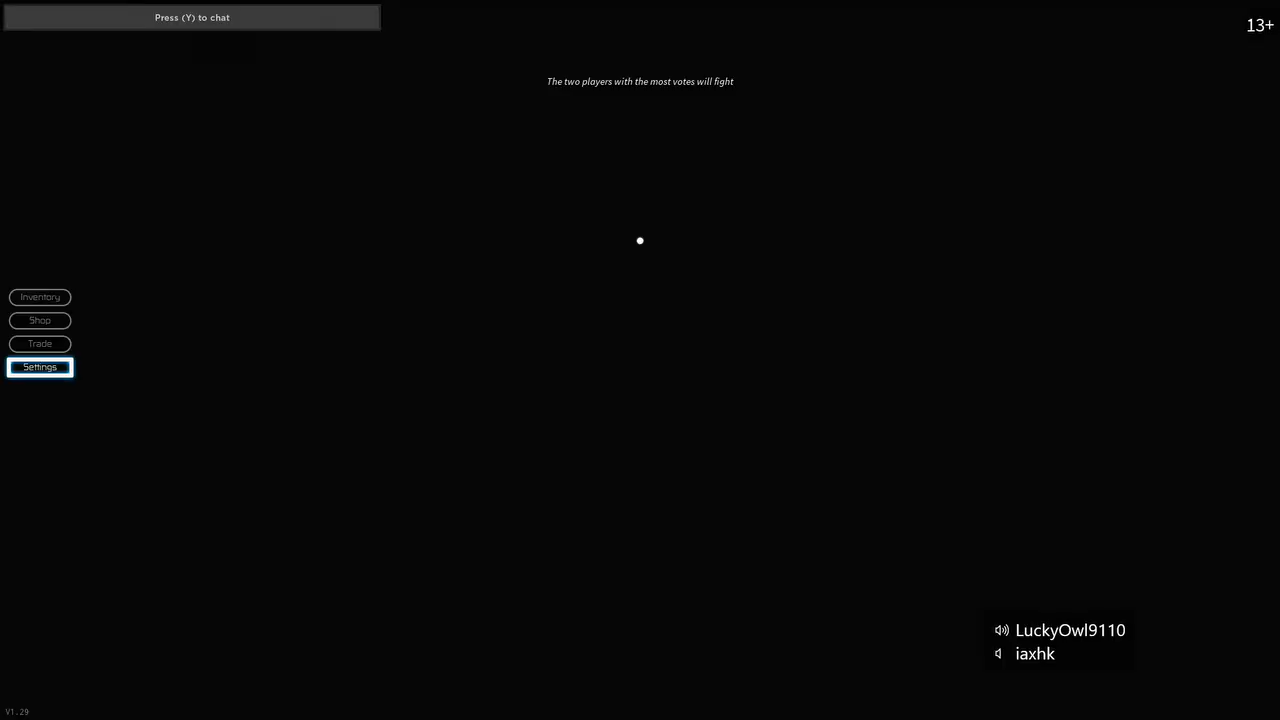 Press (Y) to chat
13+
The two players with the most votes will fight
Inventory
Shop
Trade
Settings
LuckyOwl9110
iaxhk
V1.29